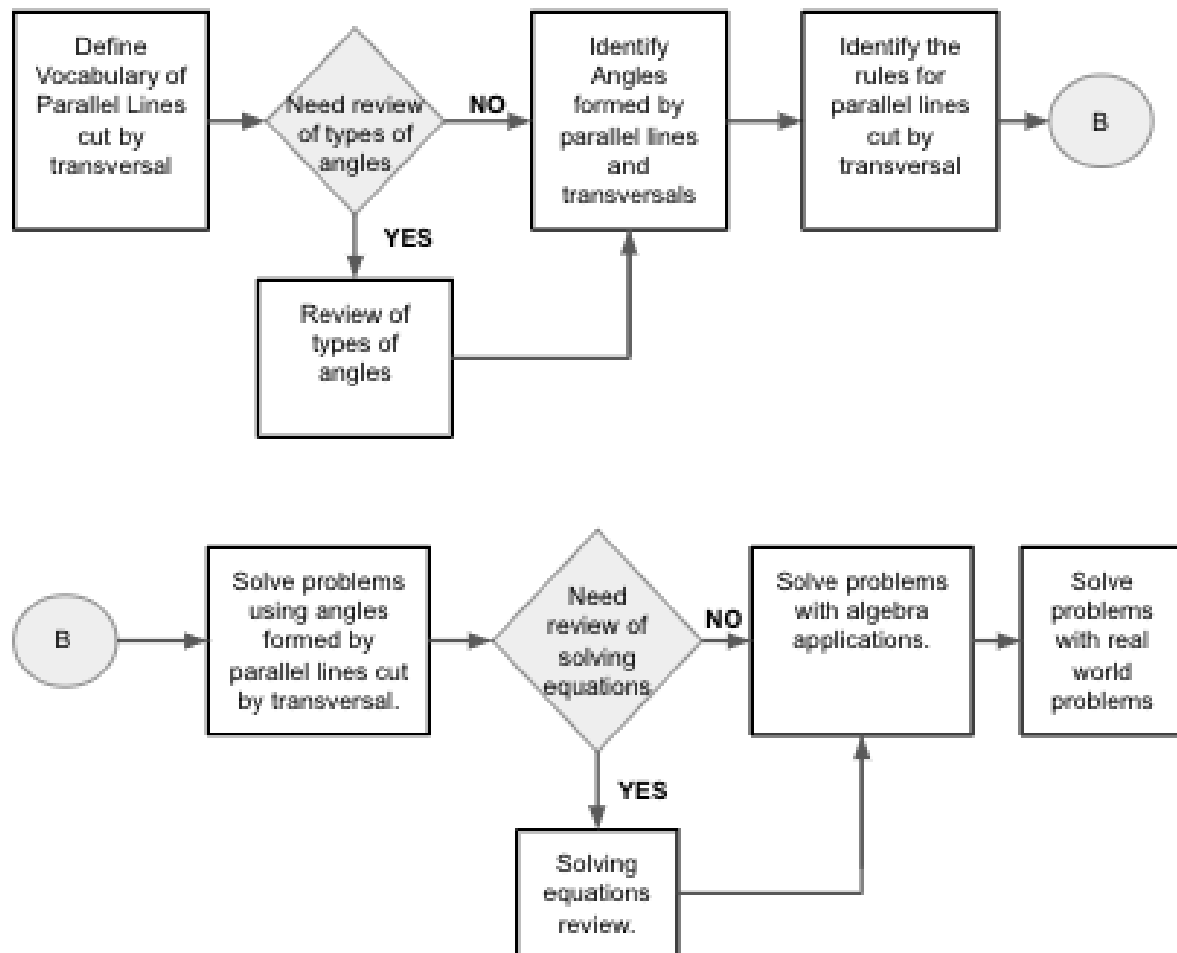 Define
Vocabulary of
Parallel Lines
cut by
transversal
Need review
of types of
angles
NO
Identify
Angles
formed by
parallel lines
and
transversals
Identify the
rules for
parallel lines
cut by
transversal
B
YES
Review of
types of
angles
B
Solve problems
using angles
formed by
parallel lines cut
by transversal.
Need
review of
solving
equations
NO
Solve problems
with algebra
applications.
Solve
problems
with real
world
problems
YES
Solving
equations
review.